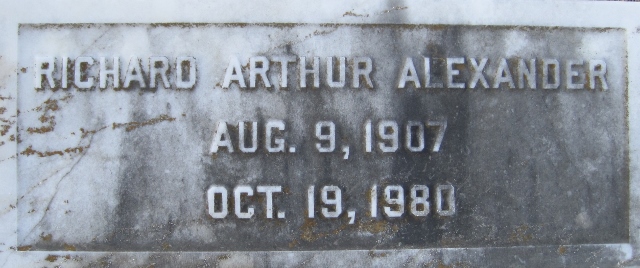 RICHARD ARTHUR ALEXANDER
AUG. 9, 1907
OCT. 19, 1980